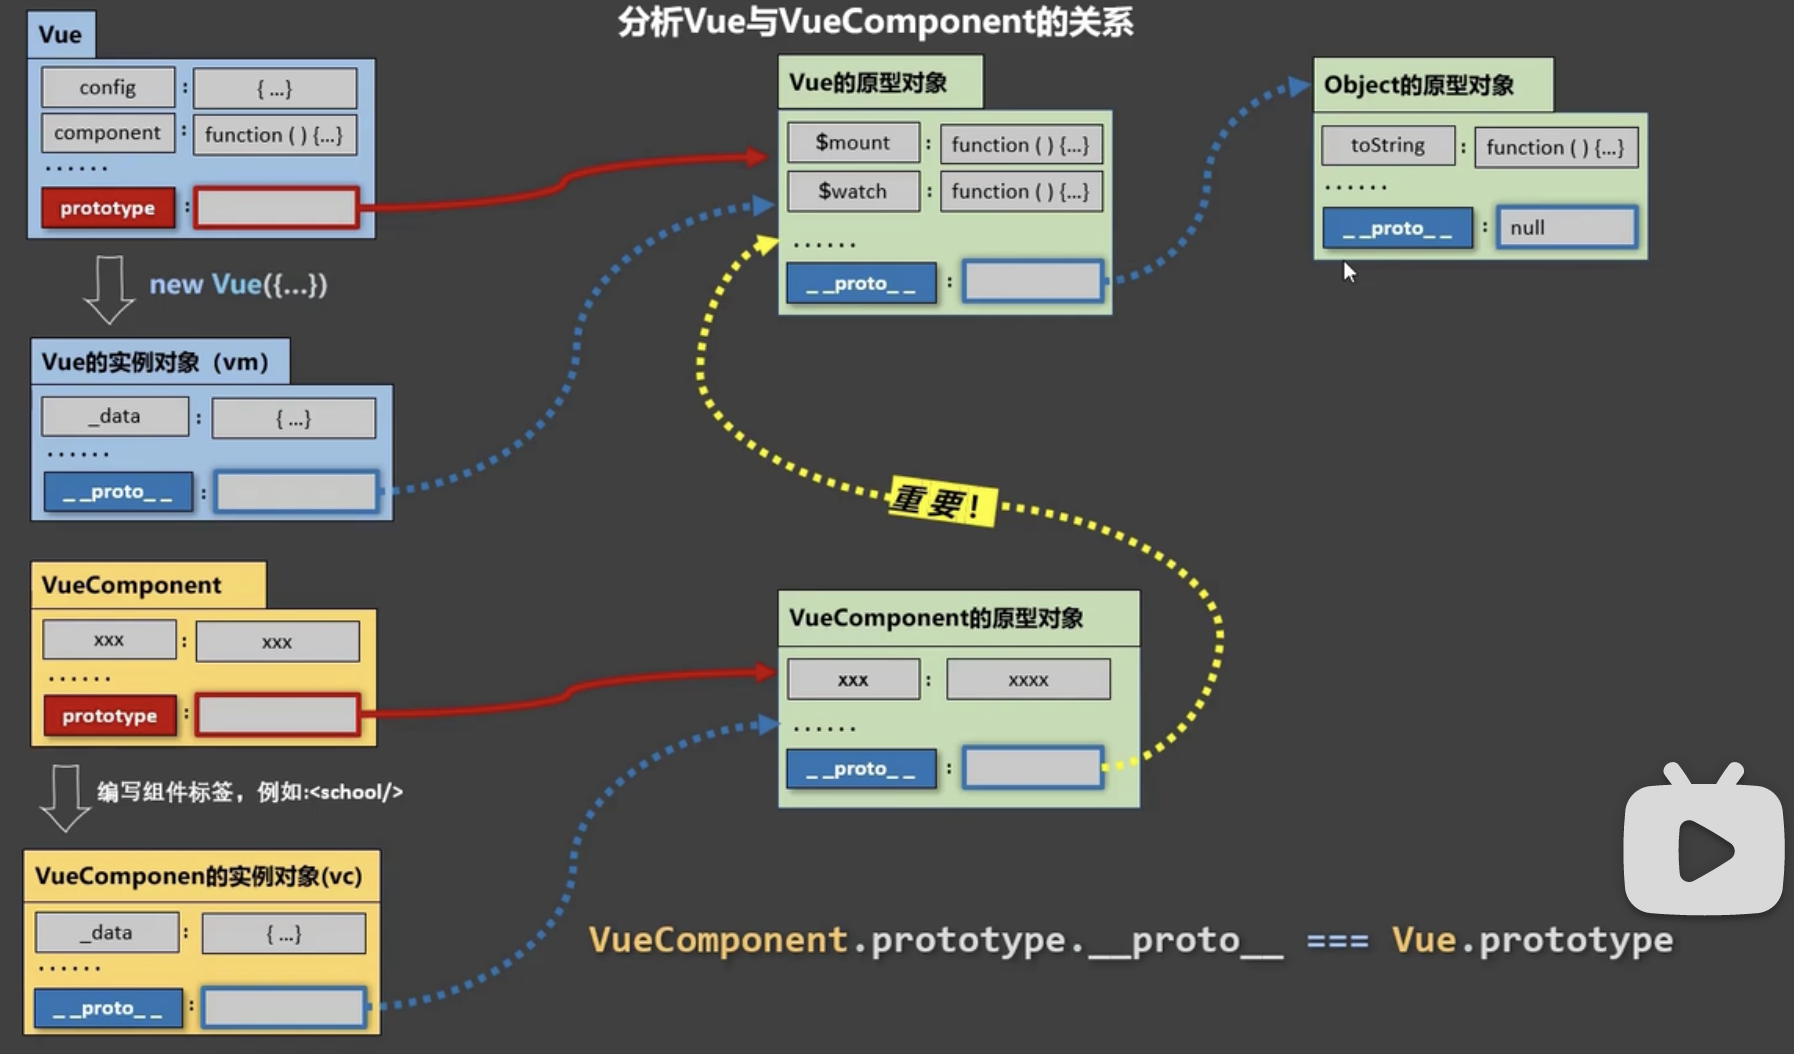 分析Vue与VueComponent的关系
Vue
config : { ...}
component : function ( ) {...}
······
prototype :
new Vue({...})
Vue的实例对象（vm）
_data : { ...}
······
_ _proto_ _ :
VueComponent
xxx : xxx
······
prototype :
编写组件标签，例如:<school/>
VueComponen的实例对象(vc)
_data : { ...}
······
_ _proto_ _ :
Vue的原型对象
$mount : function ( ) {...}
$watch : function ( ) {...}
······
_ _proto_ _ :
Object的原型对象
toString : function ( ) {...}
······
_ _proto_ _ : null
重要！
VueComponent的原型对象
xxx : xxxx
······
_ _proto_ _ :
VueComponent.prototype.__proto__ === Vue.prototype